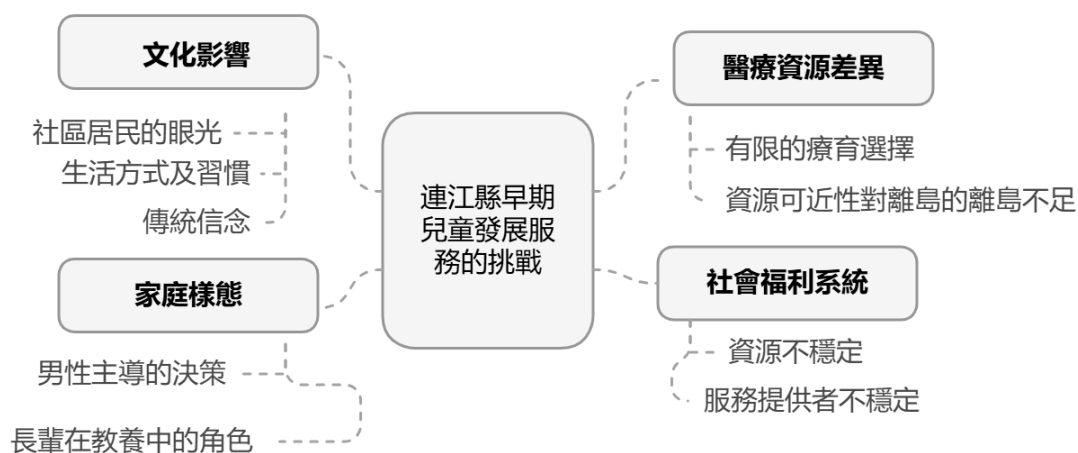 文化影響
社區居民的眼光
生活方式及習慣
傳統信念
家庭樣態
男性主導的決策
長輩在教養中的角色
連江縣早期
兒童發展服
務的挑戰
醫療資源差異
有限的療育選擇
資源可近性對離島的離島不足
社會福利系統
資源不穩定
服務提供者不穩定